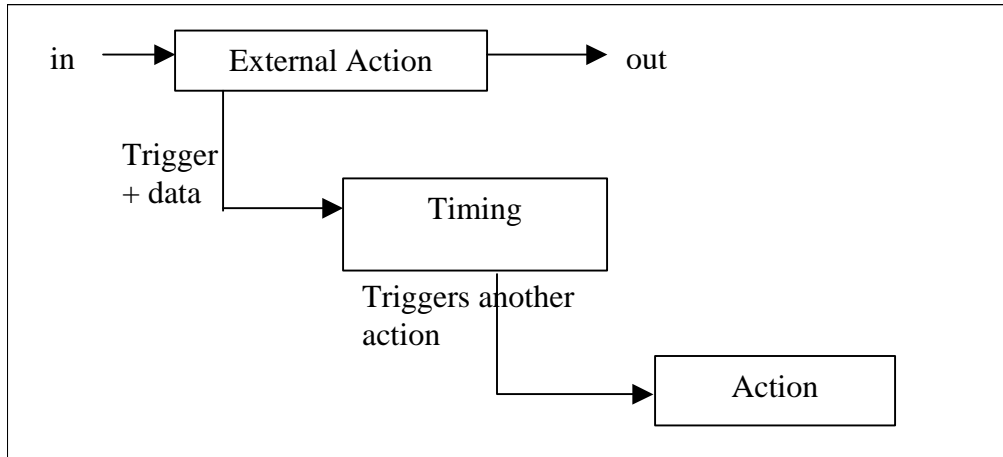 in
External Action
out
Trigger
+ data
Timing
Triggers another
action
Action